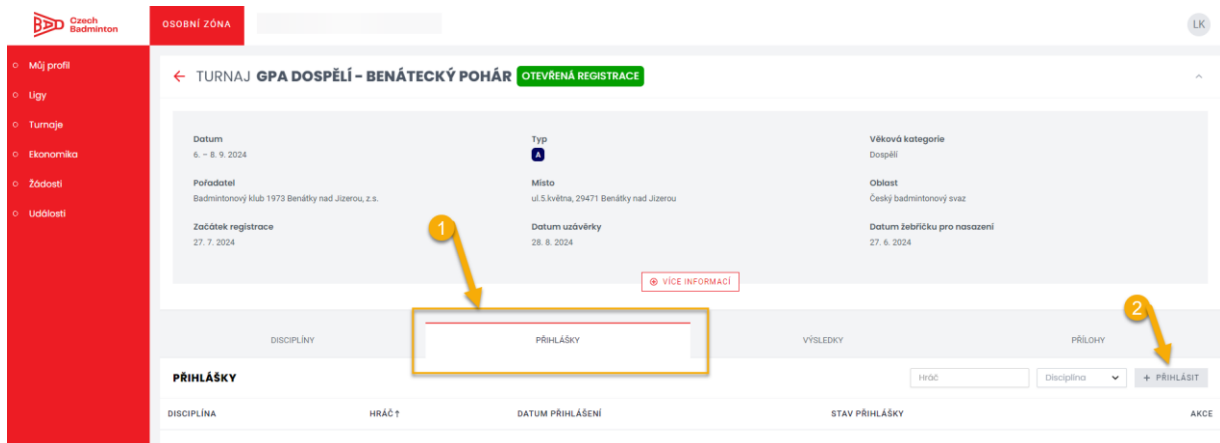 Czech
Badminton
OSOBNÍ ZÓNA
LK
Můj profil
Ligy
Turnaje
Ekonomika
Žádosti
Události
← TURNAJ GPA DOSPĚLÍ - BENÁTECKÝ POHÁR OTEVŘENÁ REGISTRACE
Datum
6. – 8. 9. 2024
Typ
A
Věková kategorie
Dospělí
Pořadatel
Badmintonový klub 1973 Benátky nad Jizerou, z.s.
Místo
ul.5.května, 29471 Benátky nad Jizerou
Oblast
Český badmintonový svaz
Začátek registrace
27. 7. 2024
Datum uzávěrky
28. 8. 2024
Datum žebříčku pro nasazení
27. 6. 2024
1
VÍCE INFORMACÍ
2
DISCIPLÍNY PŘIHLÁŠKY VÝSLEDKY PŘÍLOHY
PŘIHLÁŠKY Hráč Disciplína + PŘIHLÁSIT
DISCIPLÍNA HRÁČ↑ DATUM PŘIHLÁŠENÍ STAV PŘIHLÁŠKY AKCE